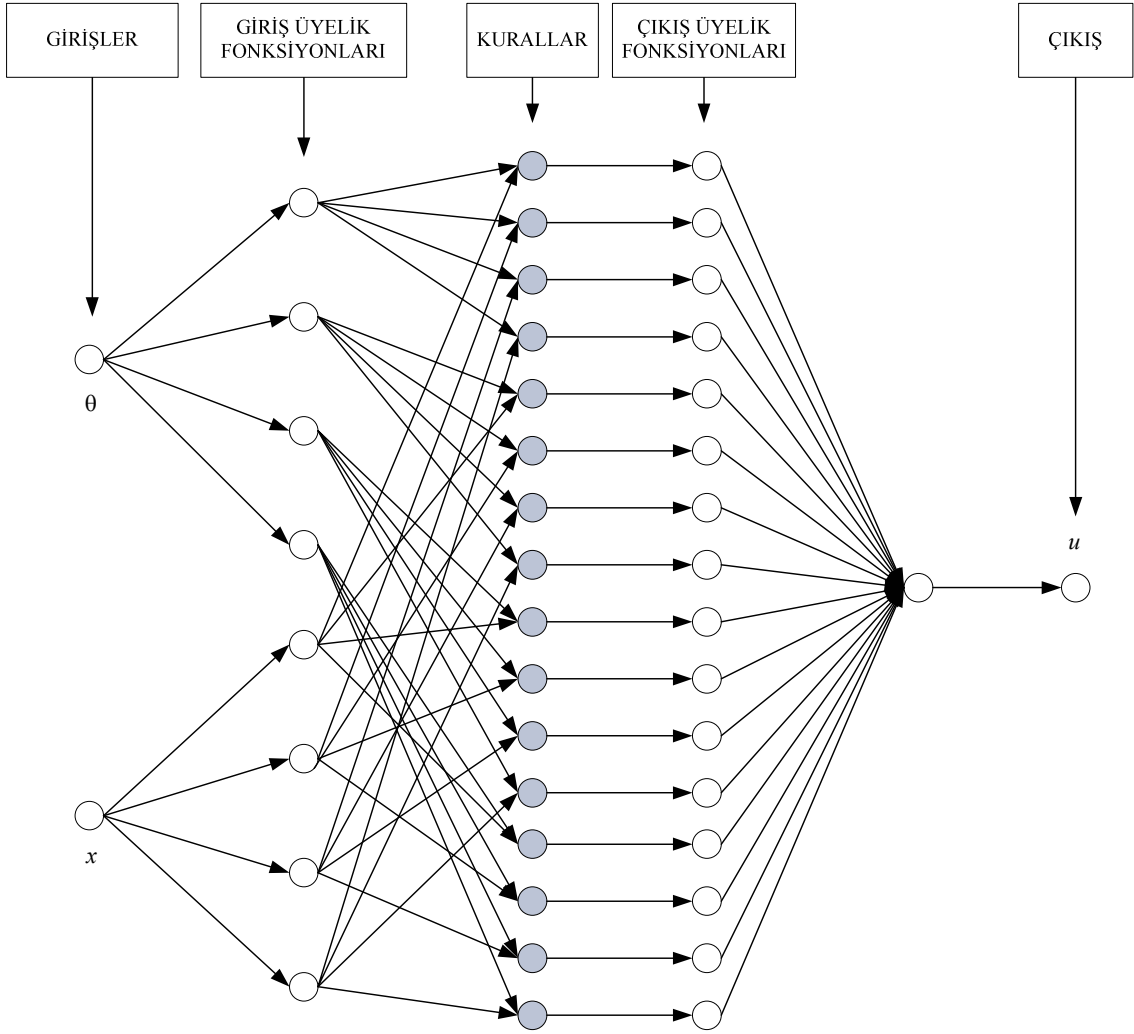 GİRİŞLER
GİRİŞ ÜYELİK
FONKSİYONLARI
KURALLAR
ÇIKIŞ ÜYELİK
FONKSİYONLARI
ÇIKIŞ
θ
x
u